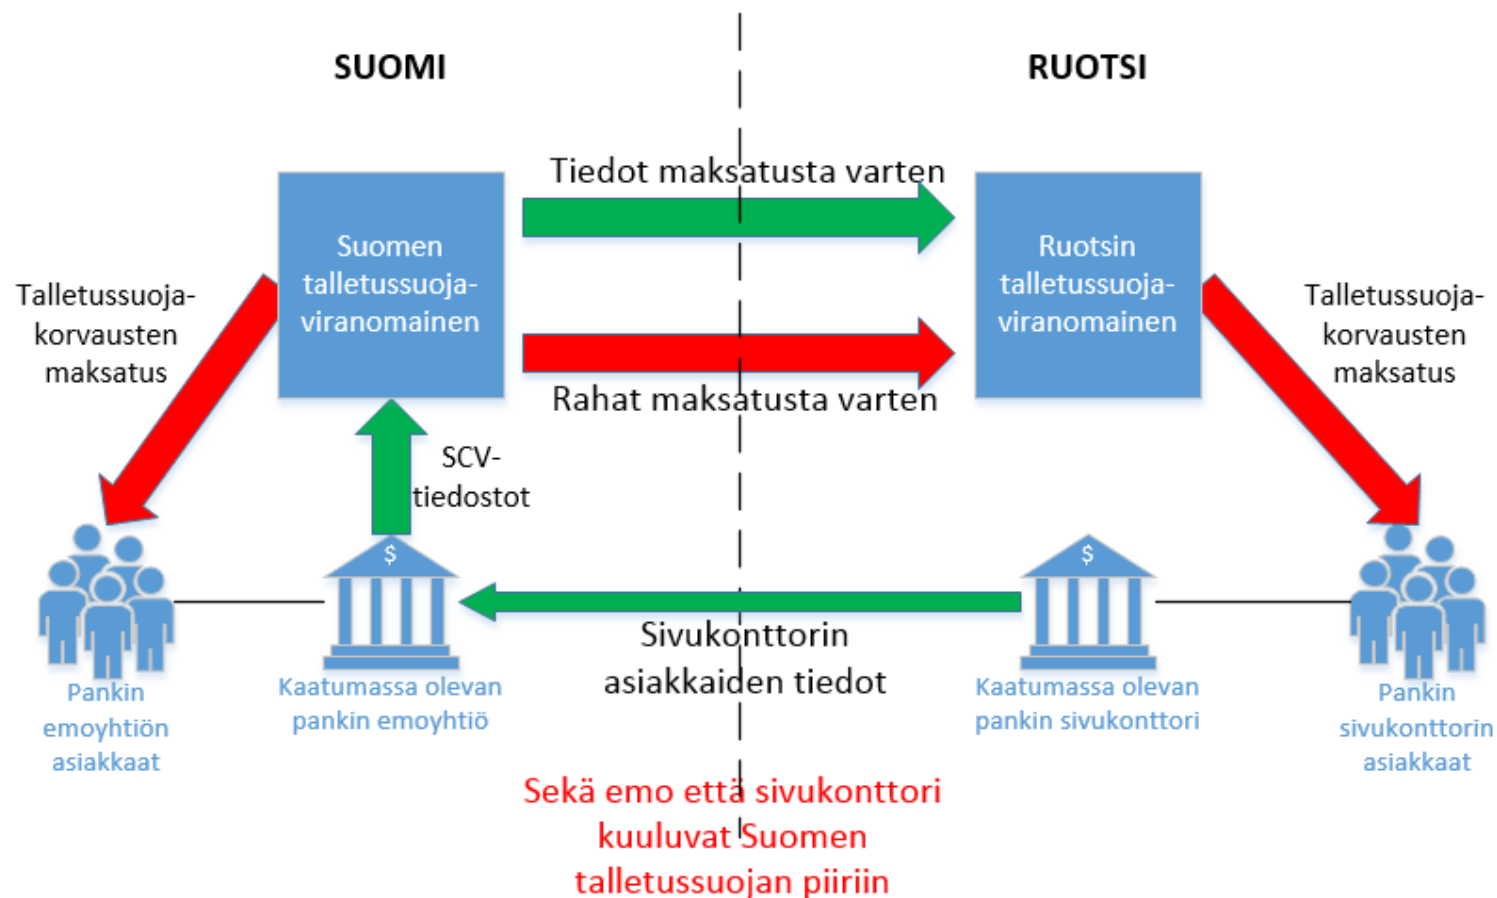 SUOMI
RUOTSI
Tiedot maksatusta varten
Suomen
talletussuoja-
viranomainen
Ruotsin
talletussuoja-
viranomainen
Talletussuoja-
korvausten
maksatus
Talletussuoja-
korvausten
maksatus
Rahat maksatusta varten
SCV-
tiedostot
$
$
Sivukonttorin
asiakkaiden tiedot
Pankin
emoyhtiön
asiakkaat
Kaatumassa olevan
pankin emoyhtiö
Kaatumassa olevan
pankin sivukonttori
Pankin
sivukonttorin
asiakkaat
Sekä emo että sivukonttori
kuuluvat Suomen
talletussuojan piiriin